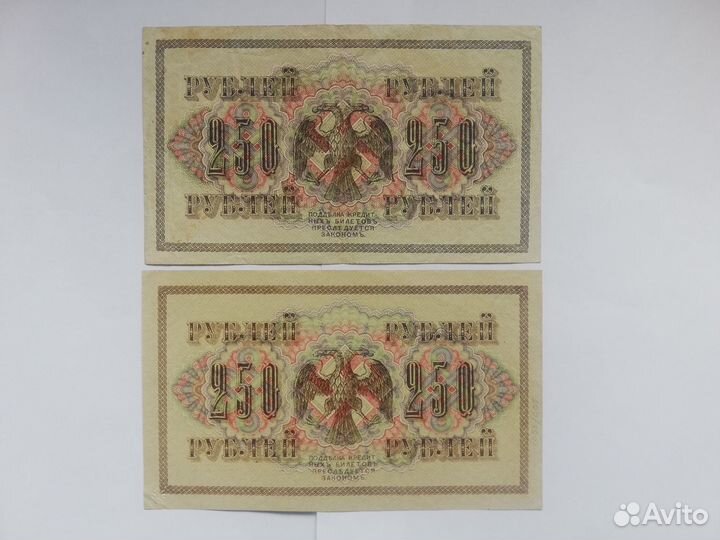 РУБЛЕЙ РУБЛЕЙ
250 250
РУБЛЕЙ РУБЛЕЙ
ПОДДѢЛКА КРЕДИТ
НЫХЪ БИЛЕТОВЪ
ПРЕСЛѢДУЕТСЯ
ЗАКОНОМЪ.
РУБЛЕЙ РУБЛЕЙ
250 250
РУБЛЕЙ РУБЛЕЙ
ПОДДѢЛКА КРЕДИТ
НЫХЪ БИЛЕТОВЪ
ПРЕСЛѢДУЕТСЯ
ЗАКОНОМЪ.
Avito